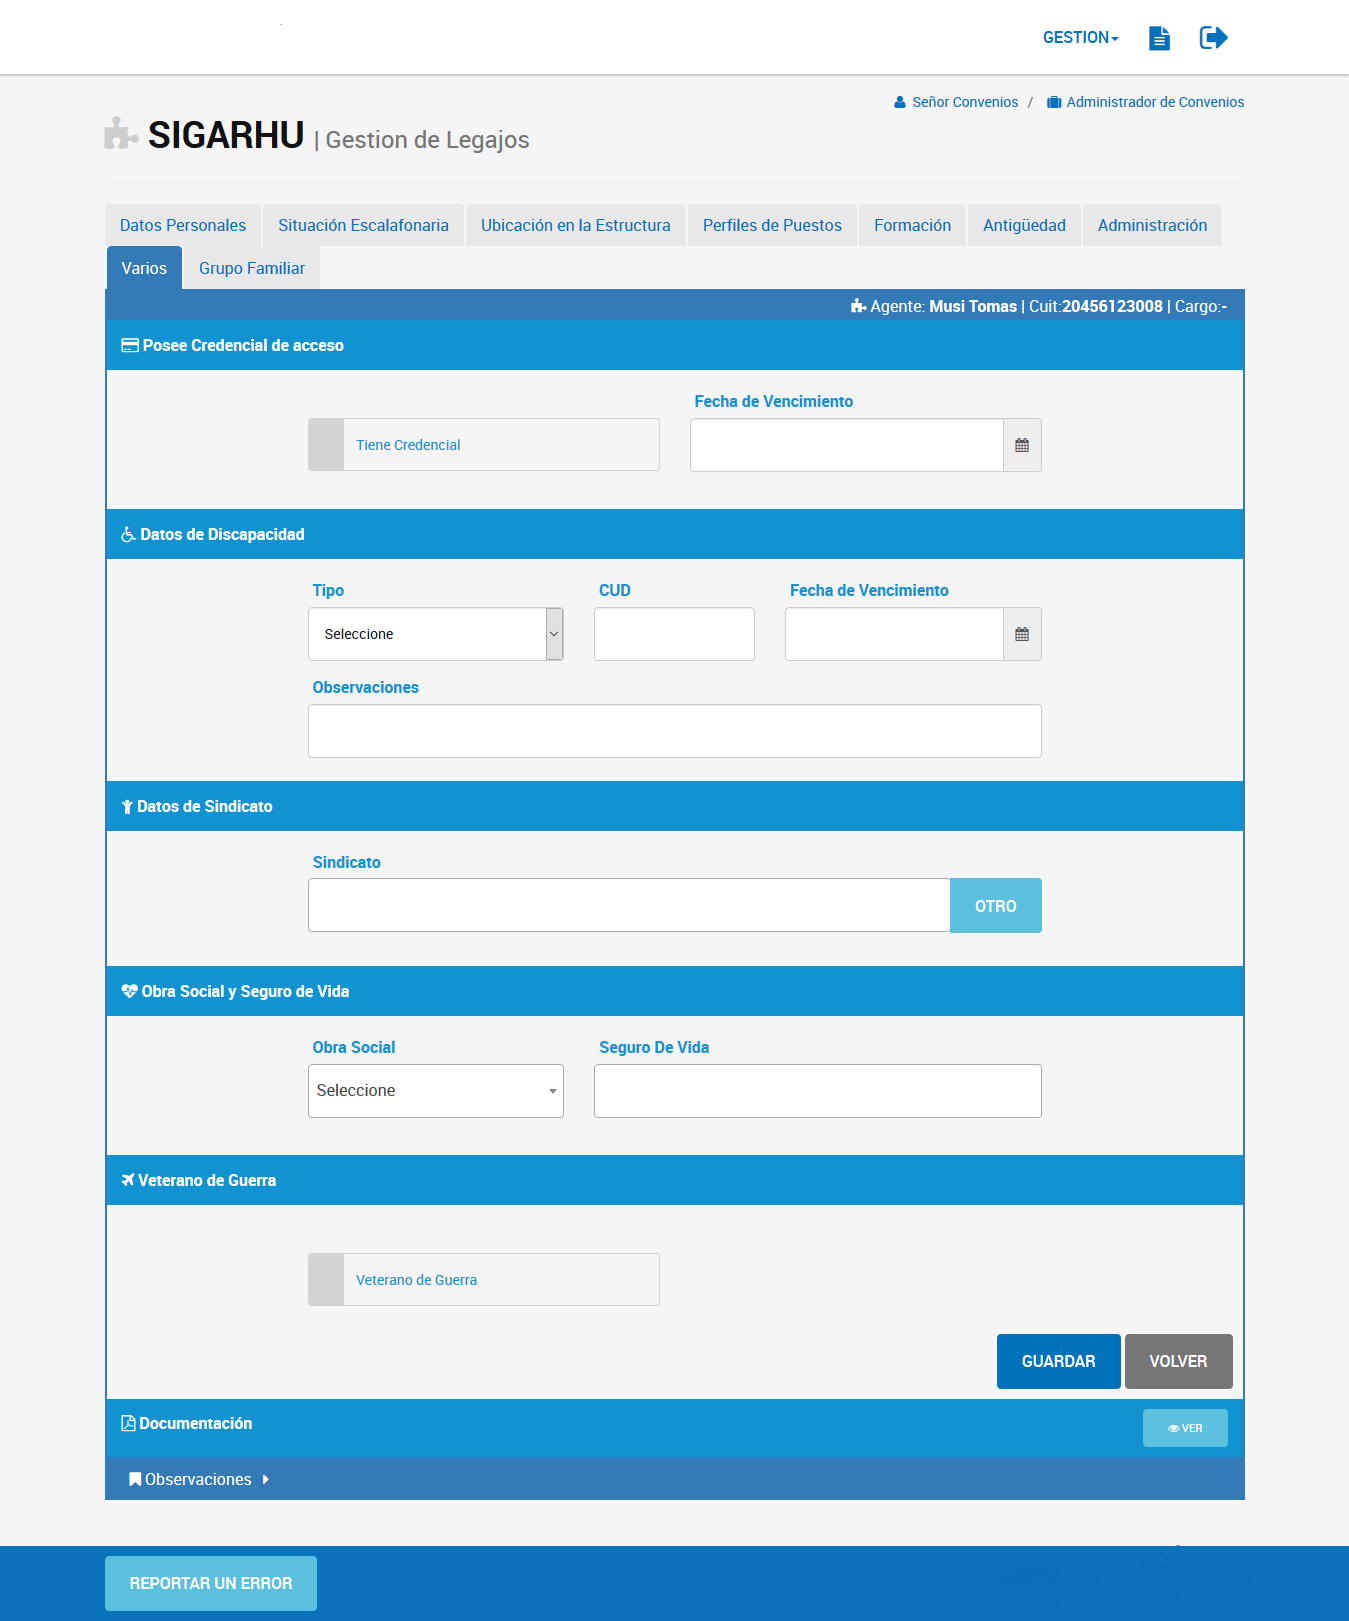 GESTION
Señor Convenios / Administrador de Convenios
SIGARHU | Gestion de Legajos
Datos Personales Situación Escalafonaria Ubicación en la Estructura Perfiles de Puestos Formación Antigüedad Administración
Varios Grupo Familiar
Agente: Musi Tomas | Cuit:20456123008 | Cargo:-
Posee Credencial de acceso
Fecha de Vencimiento
Tiene Credencial
Datos de Discapacidad
Tipo CUD Fecha de Vencimiento
Seleccione
Observaciones
Datos de Sindicato
Sindicato
OTRO
Obra Social y Seguro de Vida
Obra Social Seguro De Vida
Seleccione
Veterano de Guerra
Veterano de Guerra
GUARDAR VOLVER
Documentación VER
Observaciones
REPORTAR UN ERROR